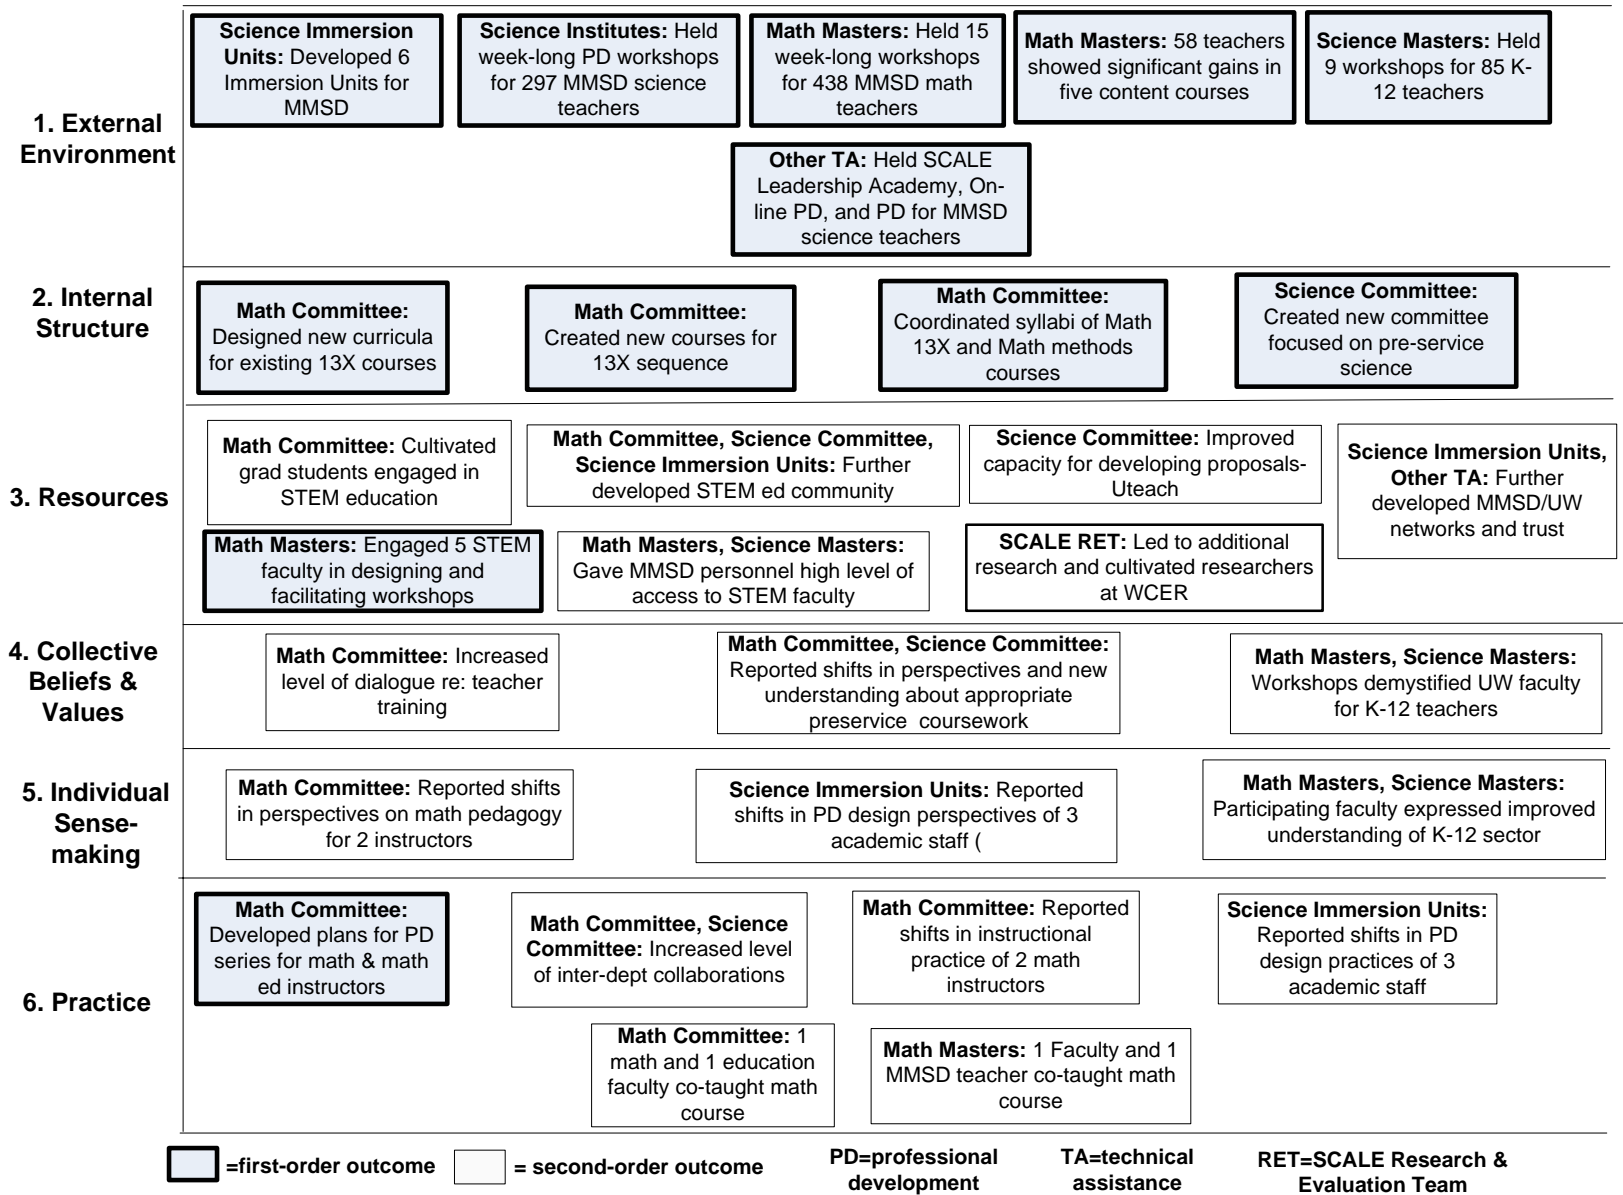 1. External
Environment
Science Immersion
Units: Developed 6
Immersion Units for
MMSD
Science Institutes: Held
week-long PD workshops
for 297 MMSD science
teachers
Math Masters: Held 15
week-long workshops
for 438 MMSD math
teachers
Math Masters: 58 teachers
showed significant gains in
five content courses
Science Masters: Held
9 workshops for 85 K-
12 teachers
Other TA: Held SCALE
Leadership Academy, On-
line PD, and PD for MMSD
science teachers
2. Internal
Structure
Math Committee:
Designed new curricula
for existing 13X courses
Math Committee:
Created new courses for
13X sequence
Math Committee:
Coordinated syllabi of Math
13X and Math methods
courses
Science Committee:
Created new committee
focused on pre-service
science
3. Resources
Math Committee: Cultivated
grad students engaged in
STEM education
Math Committee, Science Committee,
Science Immersion Units: Further
developed STEM ed community
Science Committee: Improved
capacity for developing proposals-
Uteach
Science Immersion Units,
Other TA: Further
developed MMSD/UW
networks and trust
Math Masters: Engaged 5 STEM
faculty in designing and
facilitating workshops
Math Masters, Science Masters:
Gave MMSD personnel high level of
access to STEM faculty
SCALE RET: Led to additional
research and cultivated researchers
at WCER
4. Collective
Beliefs &
Values
Math Committee: Increased
level of dialogue re: teacher
training
Math Committee, Science Committee:
Reported shifts in perspectives and new
understanding about appropriate
preservice coursework
Math Masters, Science Masters:
Workshops demystified UW faculty
for K-12 teachers
5. Individual
Sense-
making
Math Committee: Reported shifts
in perspectives on math pedagogy
for 2 instructors
Science Immersion Units: Reported
shifts in PD design perspectives of 3
academic staff (
Math Masters, Science Masters:
Participating faculty expressed improved
understanding of K-12 sector
6. Practice
Math Committee:
Developed plans for PD
series for math & math
ed instructors
Math Committee, Science
Committee: Increased level
of inter-dept collaborations
Math Committee: Reported
shifts in instructional
practice of 2 math
instructors
Science Immersion Units:
Reported shifts in PD
design practices of 3
academic staff
Math Committee: 1
math and 1 education
faculty co-taught math
course
Math Masters: 1 Faculty and 1
MMSD teacher co-taught math
course
=first-order outcome
= second-order outcome
PD=professional
development
TA=technical
assistance
RET=SCALE Research &
Evaluation Team